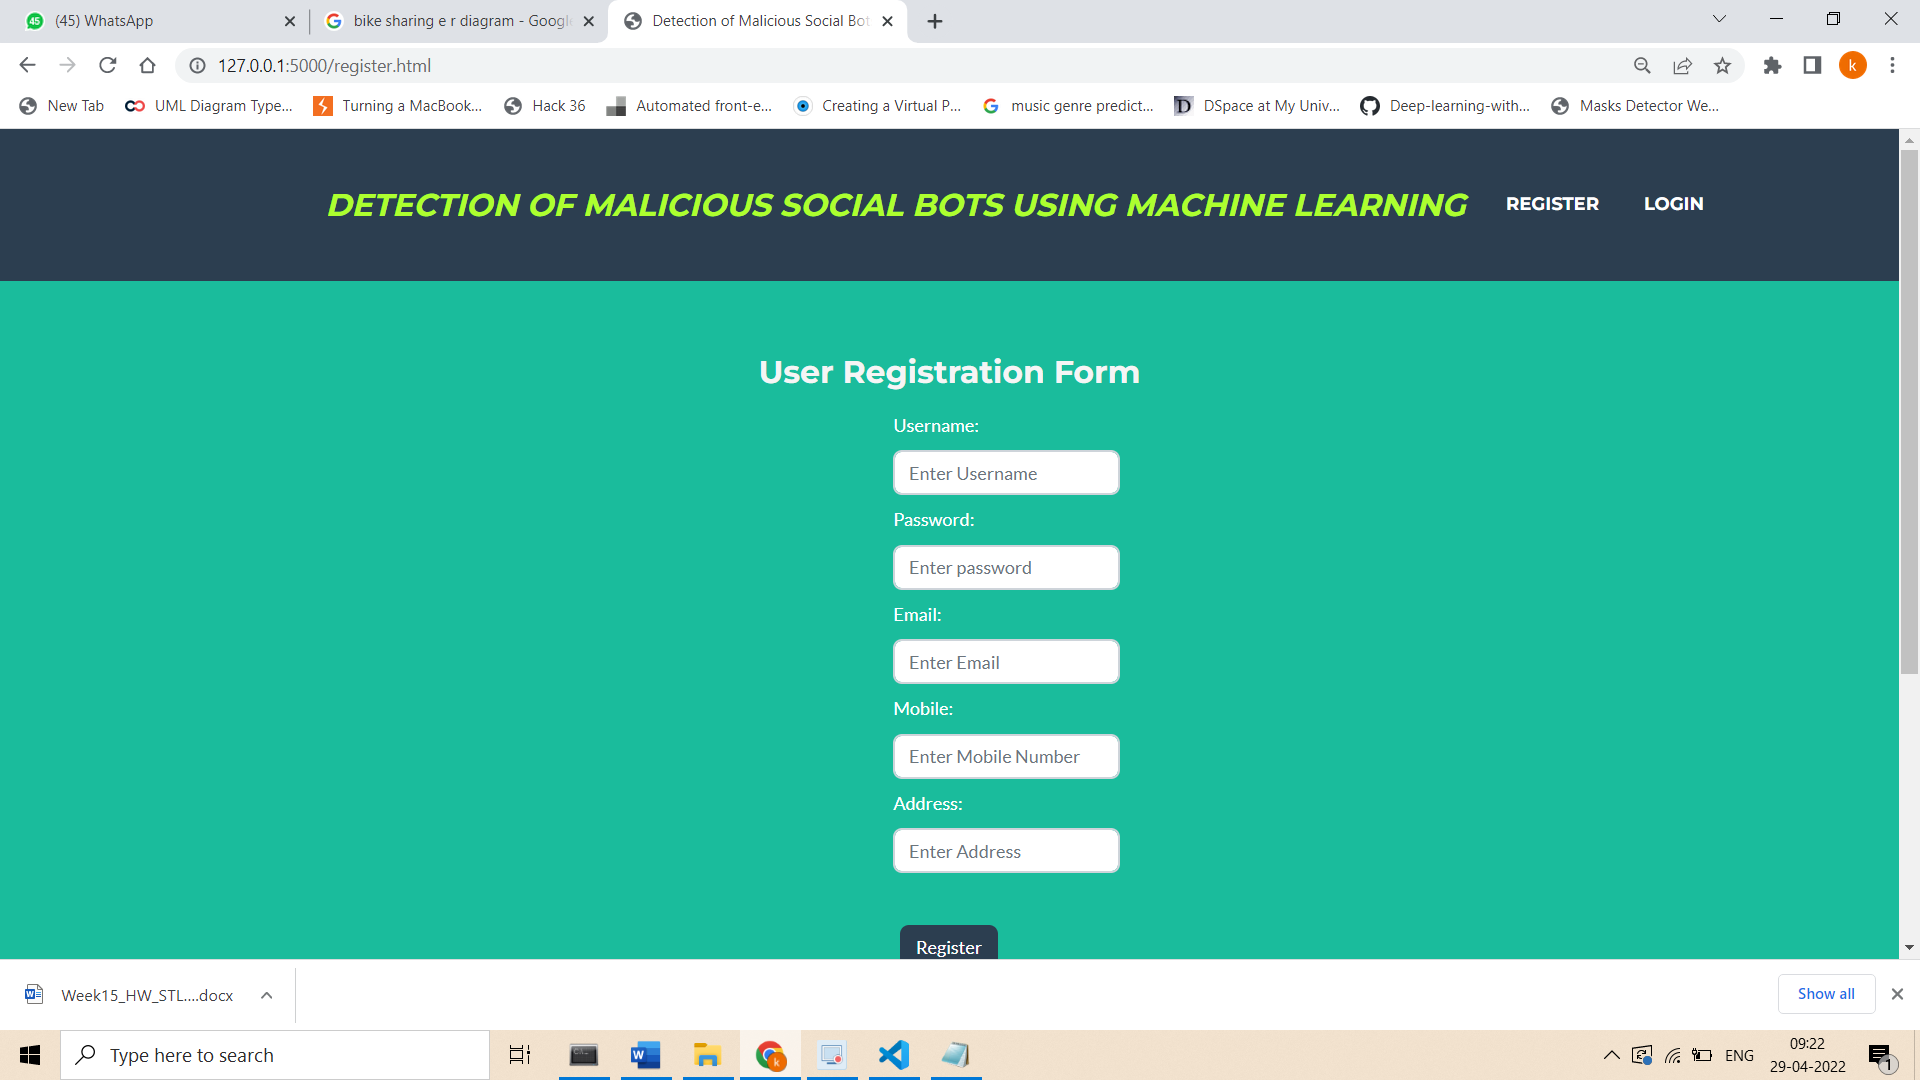 45 (45) WhatsApp
bike sharing e r diagram - Google
Detection of Malicious Social Bot
127.0.0.1:5000/register.html
k
New Tab
UML Diagram Type...
Turning a MacBook...
Hack 36
Automated front-e...
Creating a Virtual P...
music genre predict...
D DSpace at My Univ...
Deep-learning-with...
Masks Detector We...
DETECTION OF MALICIOUS SOCIAL BOTS USING MACHINE LEARNING
REGISTER
LOGIN
User Registration Form
Username:
Enter Username
Password:
Enter password
Email:
Enter Email
Mobile:
Enter Mobile Number
Address:
Enter Address
Register
Week15_HW_STL....docx
Show all
Type here to search
k
ENG
09:22
29-04-2022
1